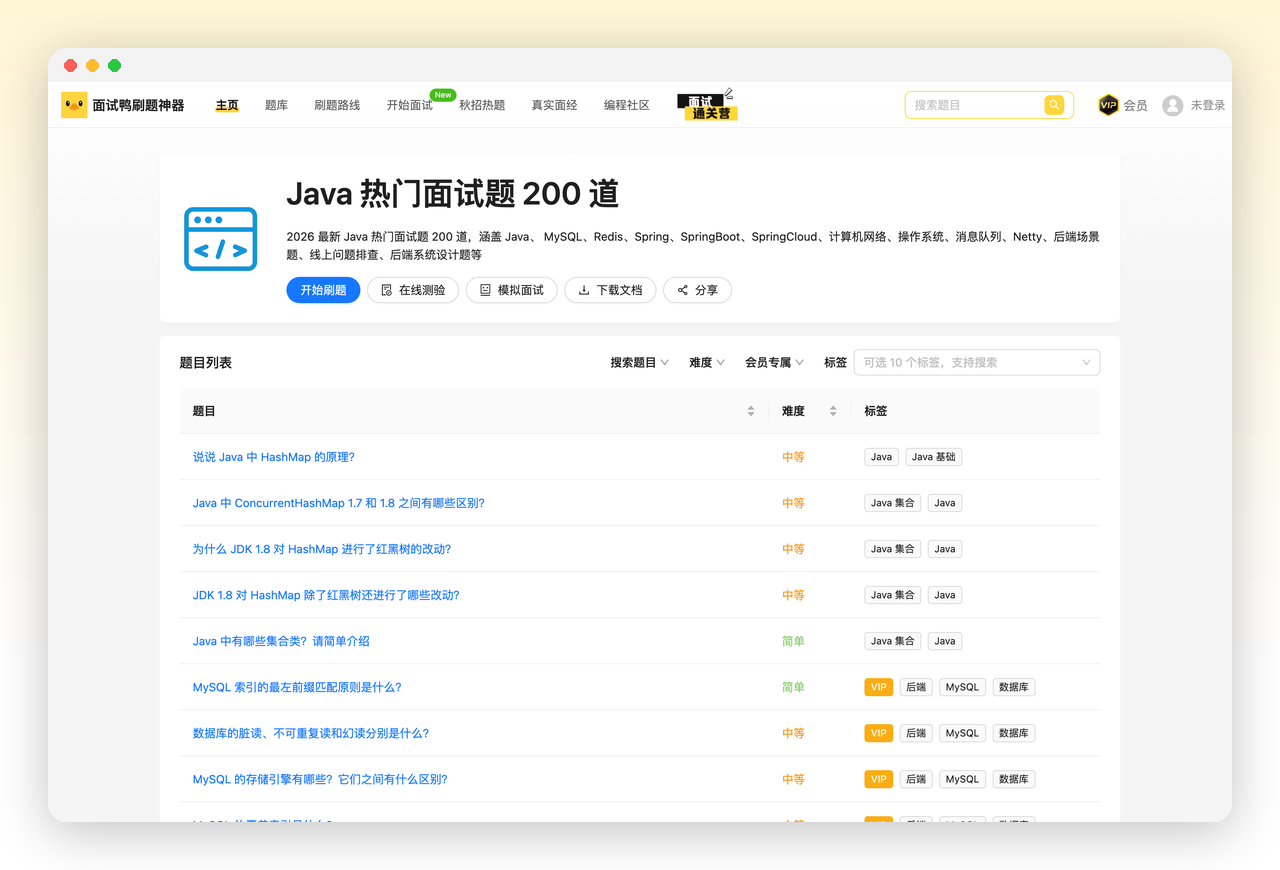 面试鸭刷题神器 主页 题库 刷题路线 开始面试 New 秋招热题 真实面经 编程社区 面试通关营 搜索题目 VIP 会员 未登录
Java 热门面试题 200 道
2026 最新 Java 热门面试题 200 道，涵盖 Java、 MySQL、Redis、Spring、SpringBoot、SpringCloud、计算机网络、操作系统、消息队列、Netty、后端场景
题、线上问题排查、后端系统设计题等
开始刷题 在线测验 模拟面试 下载文档 分享
题目列表 搜索题目 难度 会员专属 标签 可选 10 个标签，支持搜索
题目 难度 标签
说说 Java 中 HashMap 的原理？ 中等 Java Java 基础
Java 中 ConcurrentHashMap 1.7 和 1.8 之间有哪些区别？ 中等 Java 集合 Java
为什么 JDK 1.8 对 HashMap 进行了红黑树的改动？ 中等 Java 集合 Java
JDK 1.8 对 HashMap 除了红黑树还进行了哪些改动？ 中等 Java 集合 Java
Java 中有哪些集合类？请简单介绍 简单 Java 集合 Java
MySQL 索引的最左前缀匹配原则是什么？ 简单 VIP 后端 MySQL 数据库
数据库的脏读、不可重复读和幻读分别是什么？ 中等 VIP 后端 MySQL 数据库
MySQL 的存储引擎有哪些？它们之间有什么区别？ 中等 VIP 后端 MySQL 数据库